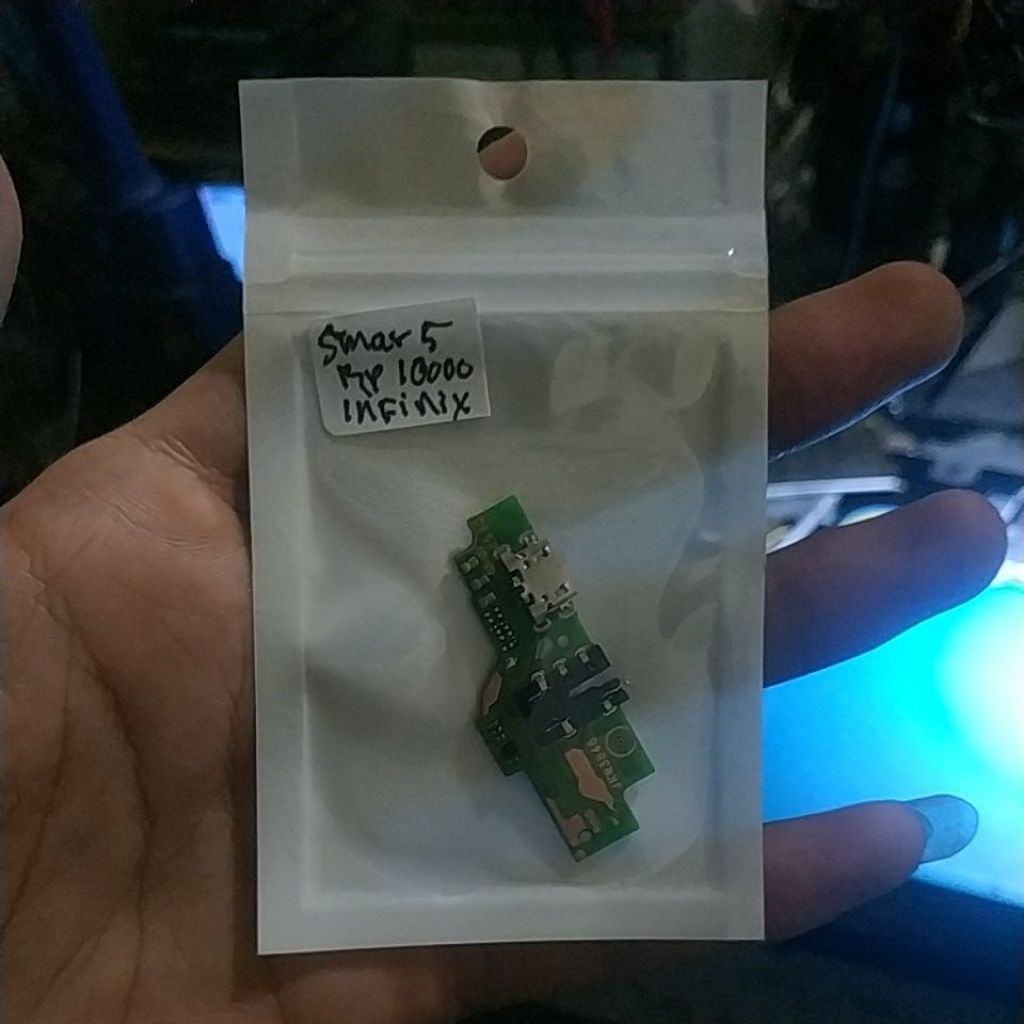 Smar 5
Rp 10000
infinix